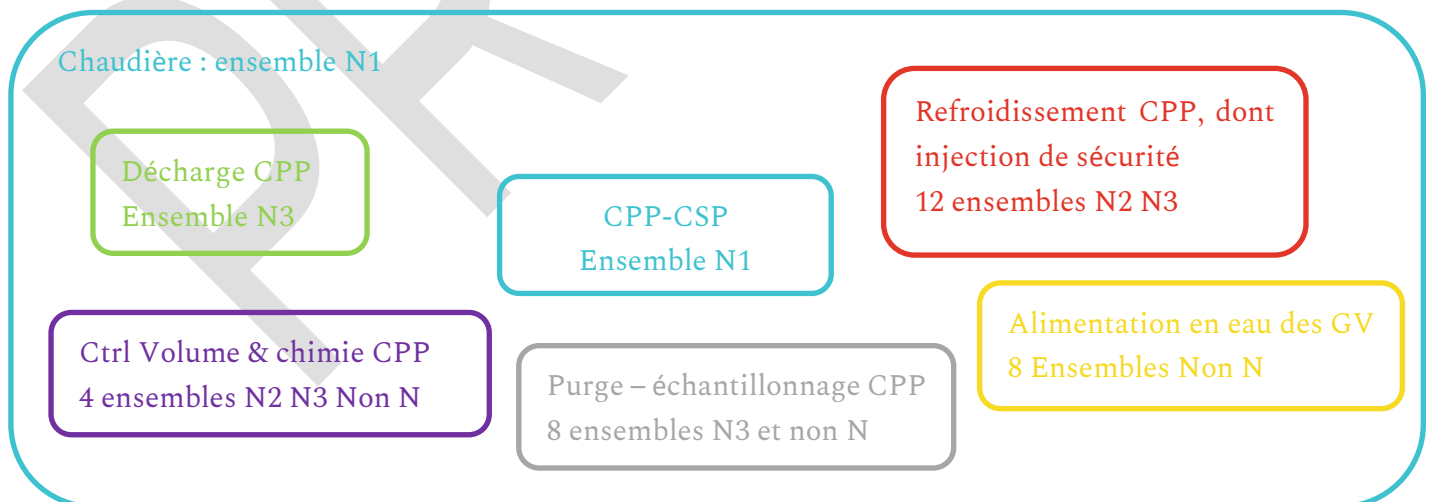 Chaudière : ensemble N1
Refroidissement CPP, dont
injection de sécurité
12 ensembles N2 N3
Décharge CPP
Ensemble N3
CPP-CSP
Ensemble N1
Alimentation en eau des GV
8 Ensembles Non N
Ctrl Volume & chimie CPP
4 ensembles N2 N3 Non N
Purge – échantillonnage CPP
8 ensembles N3 et non N